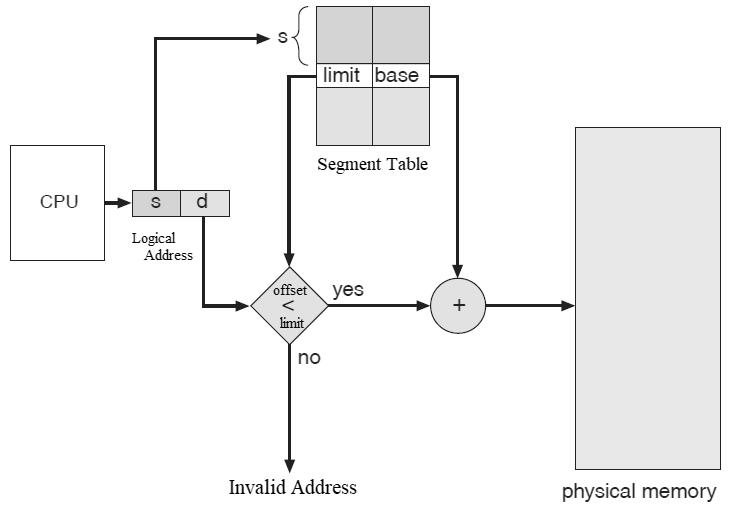 s
limit base
Segment Table
CPU
s d
Logical
Address
offset
<
limit
yes
+
no
Invalid Address
physical memory